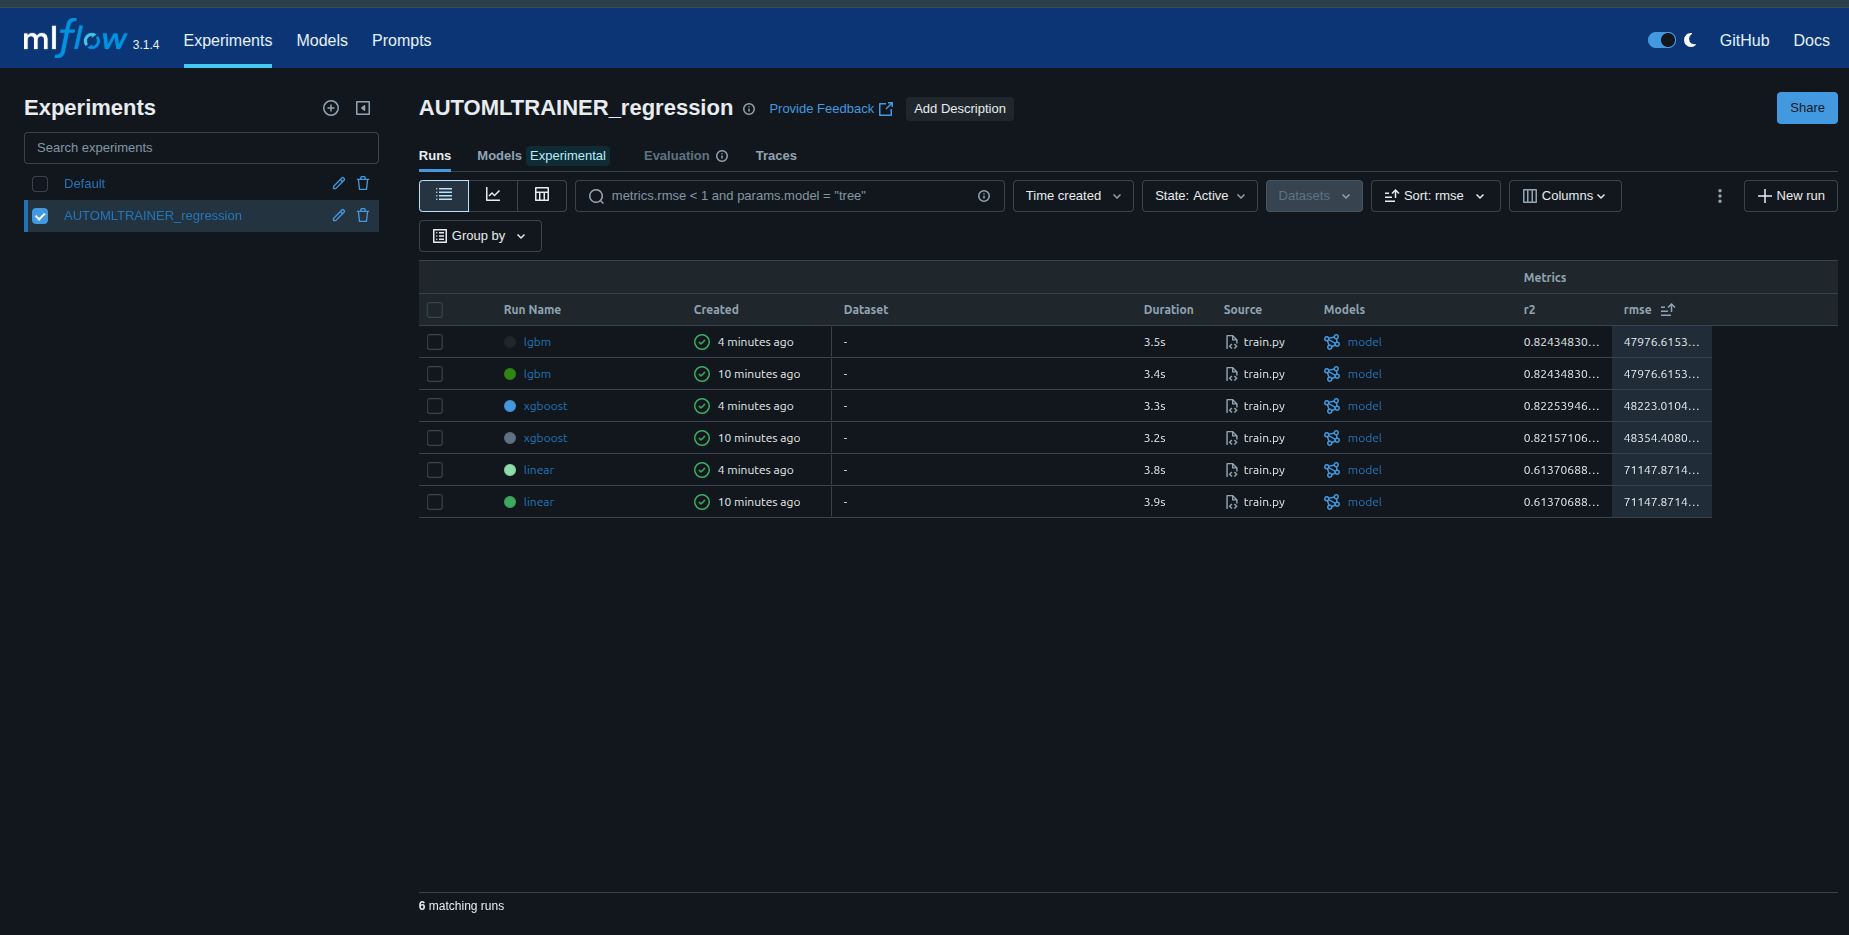 mlflow 3.1.4 Experiments Models Prompts GitHub Docs
Experiments
Search experiments
Default
AUTOMLTRAINER_regression
AUTOMLTRAINER_regression Provide Feedback Add Description Share
Runs Models Experimental Evaluation Traces
metrics.rmse < 1 and params.model = "tree" Time created State: Active Datasets Sort: rmse Columns New run
Group by
Metrics
Run Name Created Dataset Duration Source Models r2 rmse
lgbm 4 minutes ago - 3.5s train.py model 0.82434830... 47976.6153...
lgbm 10 minutes ago - 3.4s train.py model 0.82434830... 47976.6153...
xgboost 4 minutes ago - 3.3s train.py model 0.82253946... 48223.0104...
xgboost 10 minutes ago - 3.2s train.py model 0.82157106... 48354.4080...
linear 4 minutes ago - 3.8s train.py model 0.61370688... 71147.8714...
linear 10 minutes ago - 3.9s train.py model 0.61370688... 71147.8714...
6 matching runs